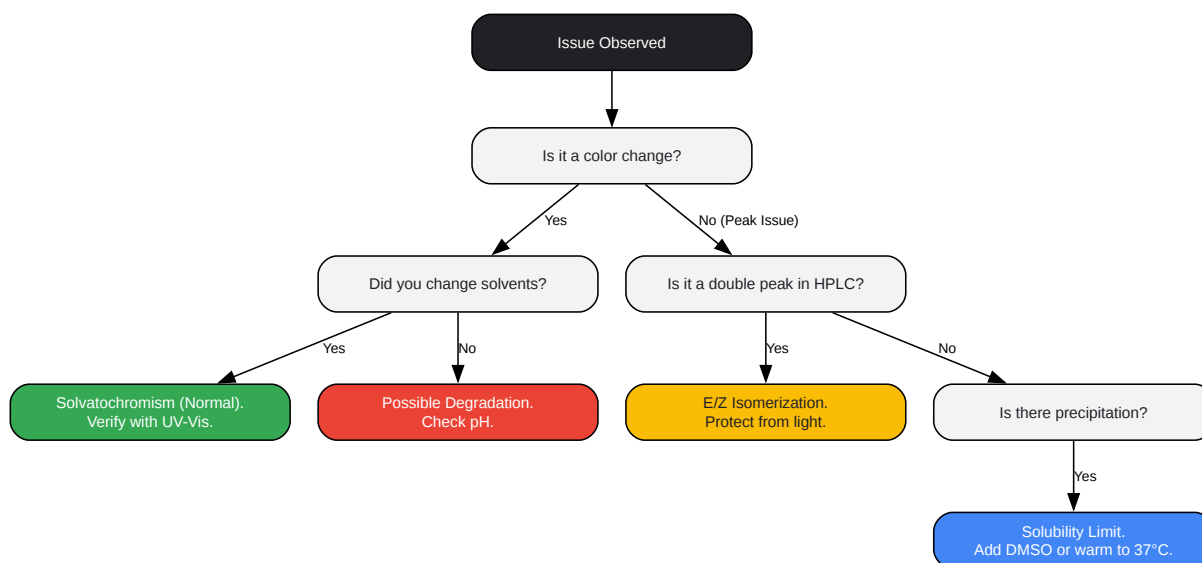 Issue Observed
Is it a color change?
Yes
No (Peak Issue)
Did you change solvents?
Is it a double peak in HPLC?
Yes
No
Yes
No
Solvatochromism (Normal).
Verify with UV-Vis.
Possible Degradation.
Check pH.
E/Z Isomerization.
Protect from light.
Is there precipitation?
Yes
Solubility Limit.
Add DMSO or warm to 37°C.